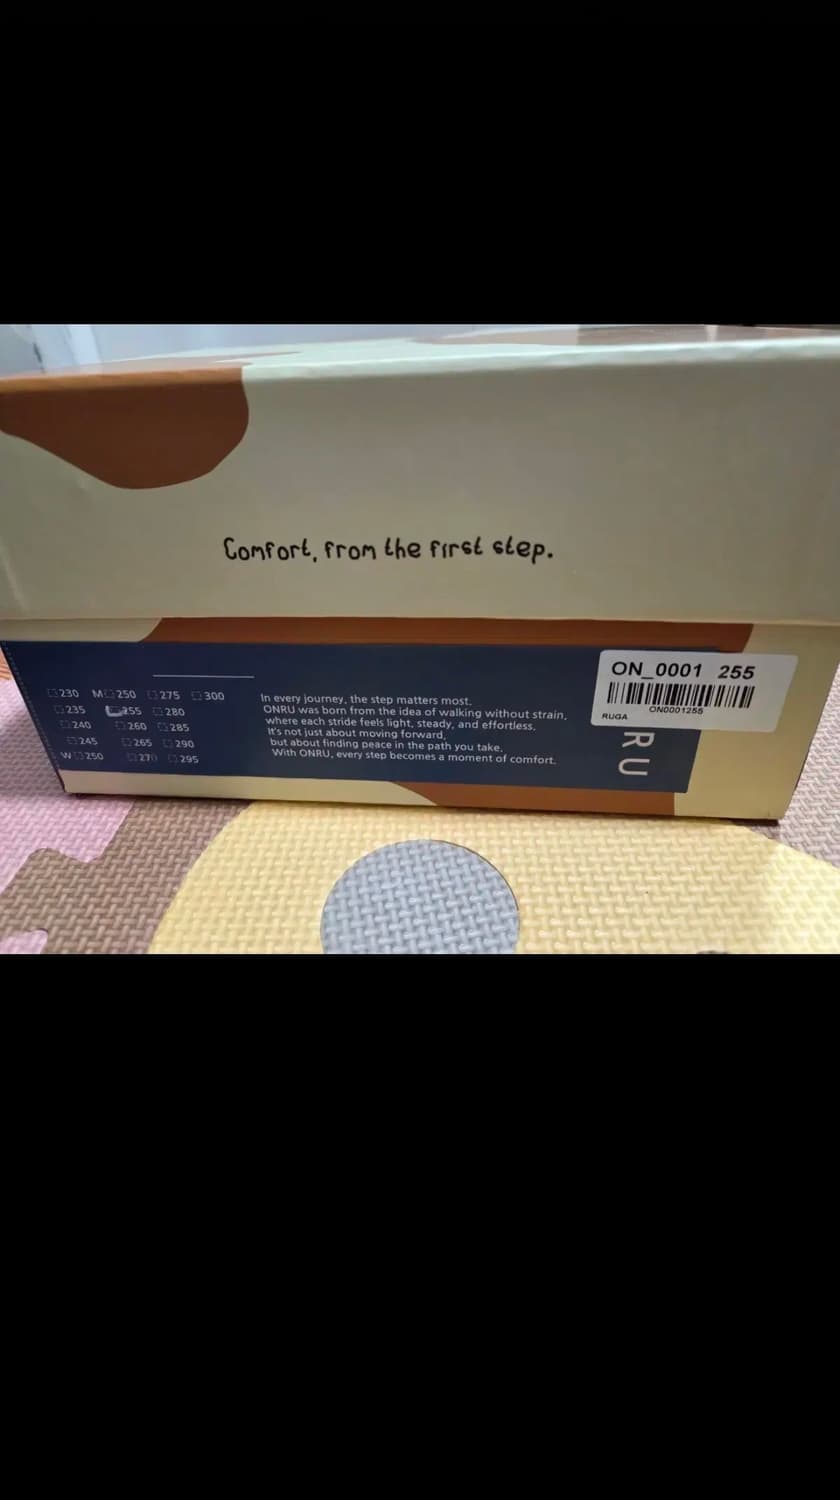 Comfort, from the first step.
230 M 250 275 300
235 255 280
240 260 285
245 265 290
W 250 270 295
In every journey, the step matters most.
ONRU was born from the idea of walking without strain,
where each stride feels light, steady, and effortless.
It's not just about moving forward,
but about finding peace in the path you take.
With ONRU, every step becomes a moment of comfort.
ON_0001 255
ON0001255
RUGA
RU